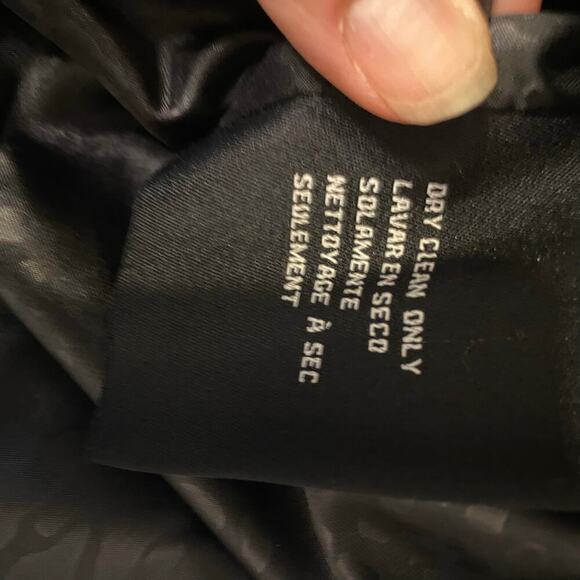 DRY CLEAN ONLY
LAVAR EN SECO
SOLAMENTE
NETTOYAGE À SEC
SEULEMENT